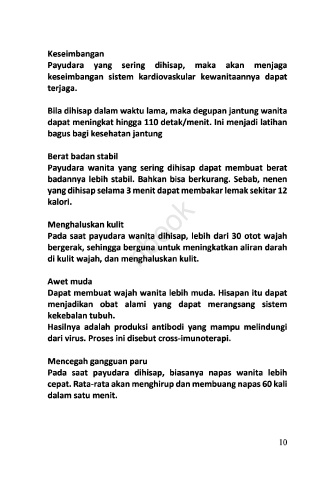 Keseimbangan
Payudara yang sering dihisap, maka akan menjaga
keseimbangan sistem kardiovaskular kewanitaannya dapat
terjaga.
Bila dihisap dalam waktu lama, maka degupan jantung wanita
dapat meningkat hingga 110 detak/menit. Ini menjadi latihan
bagus bagi kesehatan jantung
Berat badan stabil
Payudara wanita yang sering dihisap dapat membuat berat
badannya lebih stabil. Bahkan bisa berkurang. Sebab, nenen
yang dihisap selama 3 menit dapat membakar lemak sekitar 12
kalori.
Menghaluskan kulit
Pada saat payudara wanita dihisap, lebih dari 30 otot wajah
bergerak, sehingga berguna untuk meningkatkan aliran darah
di kulit wajah, dan menghaluskan kulit.
Awet muda
Dapat membuat wajah wanita lebih muda. Hisapan itu dapat
menjadikan obat alami yang dapat merangsang sistem
kekebalan tubuh.
Hasilnya adalah produksi antibodi yang mampu melindungi
dari virus. Proses ini disebut cross-imunoterapi.
Mencegah gangguan paru
Pada saat payudara dihisap, biasanya napas wanita lebih
cepat. Rata-rata akan menghirup dan membuang napas 60 kali
dalam satu menit.
10